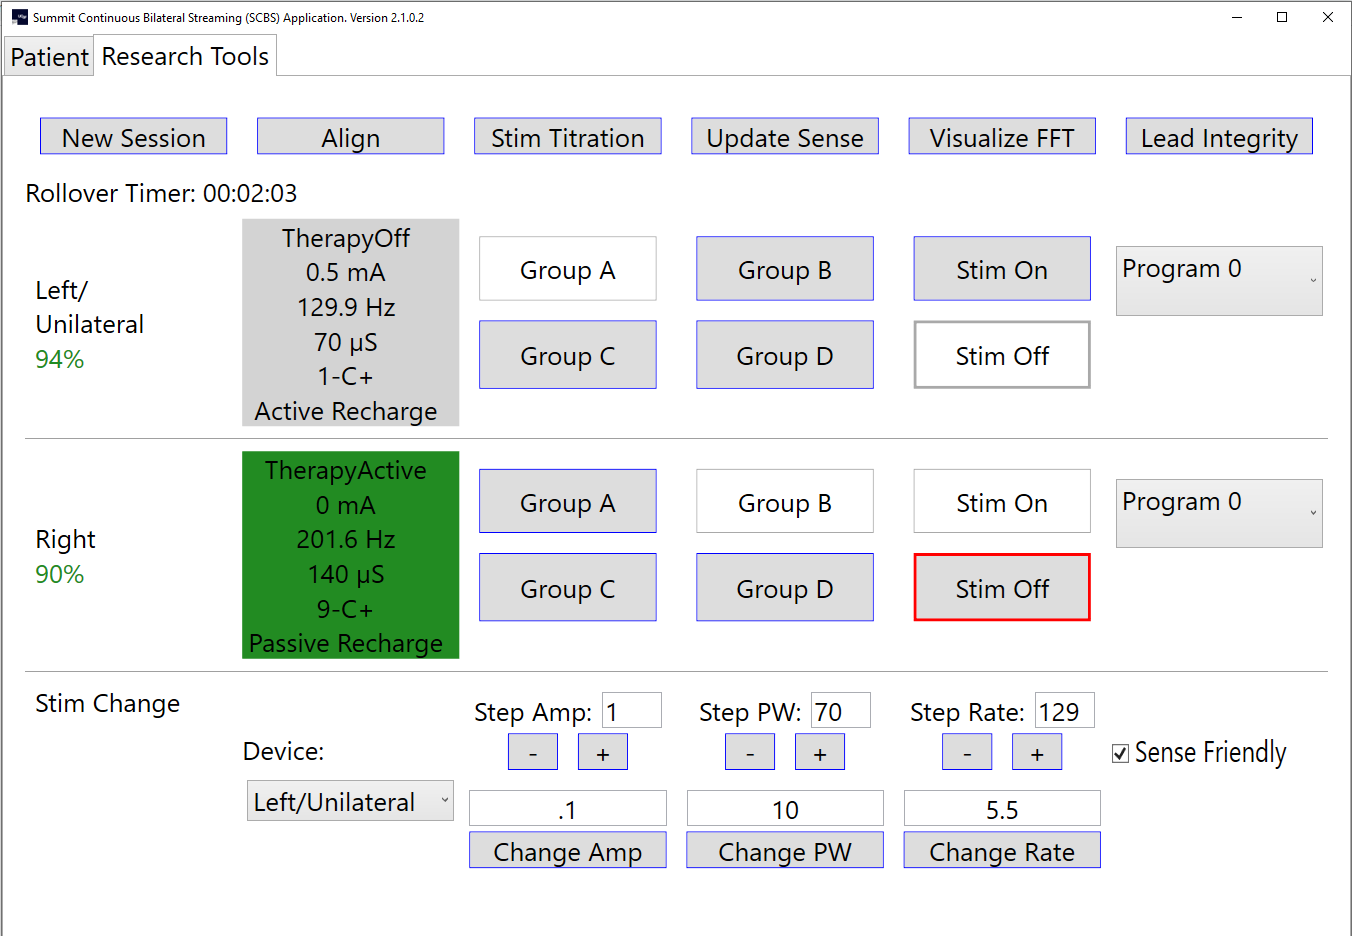 Summit Continuous Bilateral Streaming (SCBS) Application. Version 2.1.0.2
Patient Research Tools
New Session Align Stim Titration Update Sense Visualize FFT Lead Integrity
Rollover Timer: 00:02:03
Left/
Unilateral
94%
TherapyOff
0.5 mA
129.9 Hz
70 µS
1-C+
Active Recharge
Group A Group B Stim On
Group C Group D Stim Off
Program 0
Right
90%
TherapyActive
0 mA
201.6 Hz
140 µS
9-C+
Passive Recharge
Group A Group B Stim On
Group C Group D Stim Off
Program 0
Stim Change
Device:
Left/Unilateral
Step Amp: 1
- +
.1
Change Amp
Step PW: 70
- +
10
Change PW
Step Rate: 129
- +
5.5
Change Rate
Sense Friendly